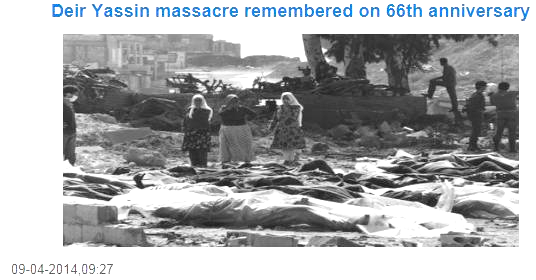 Deir Yassin massacre remembered on 66th anniversary
09-04-2014,09:27